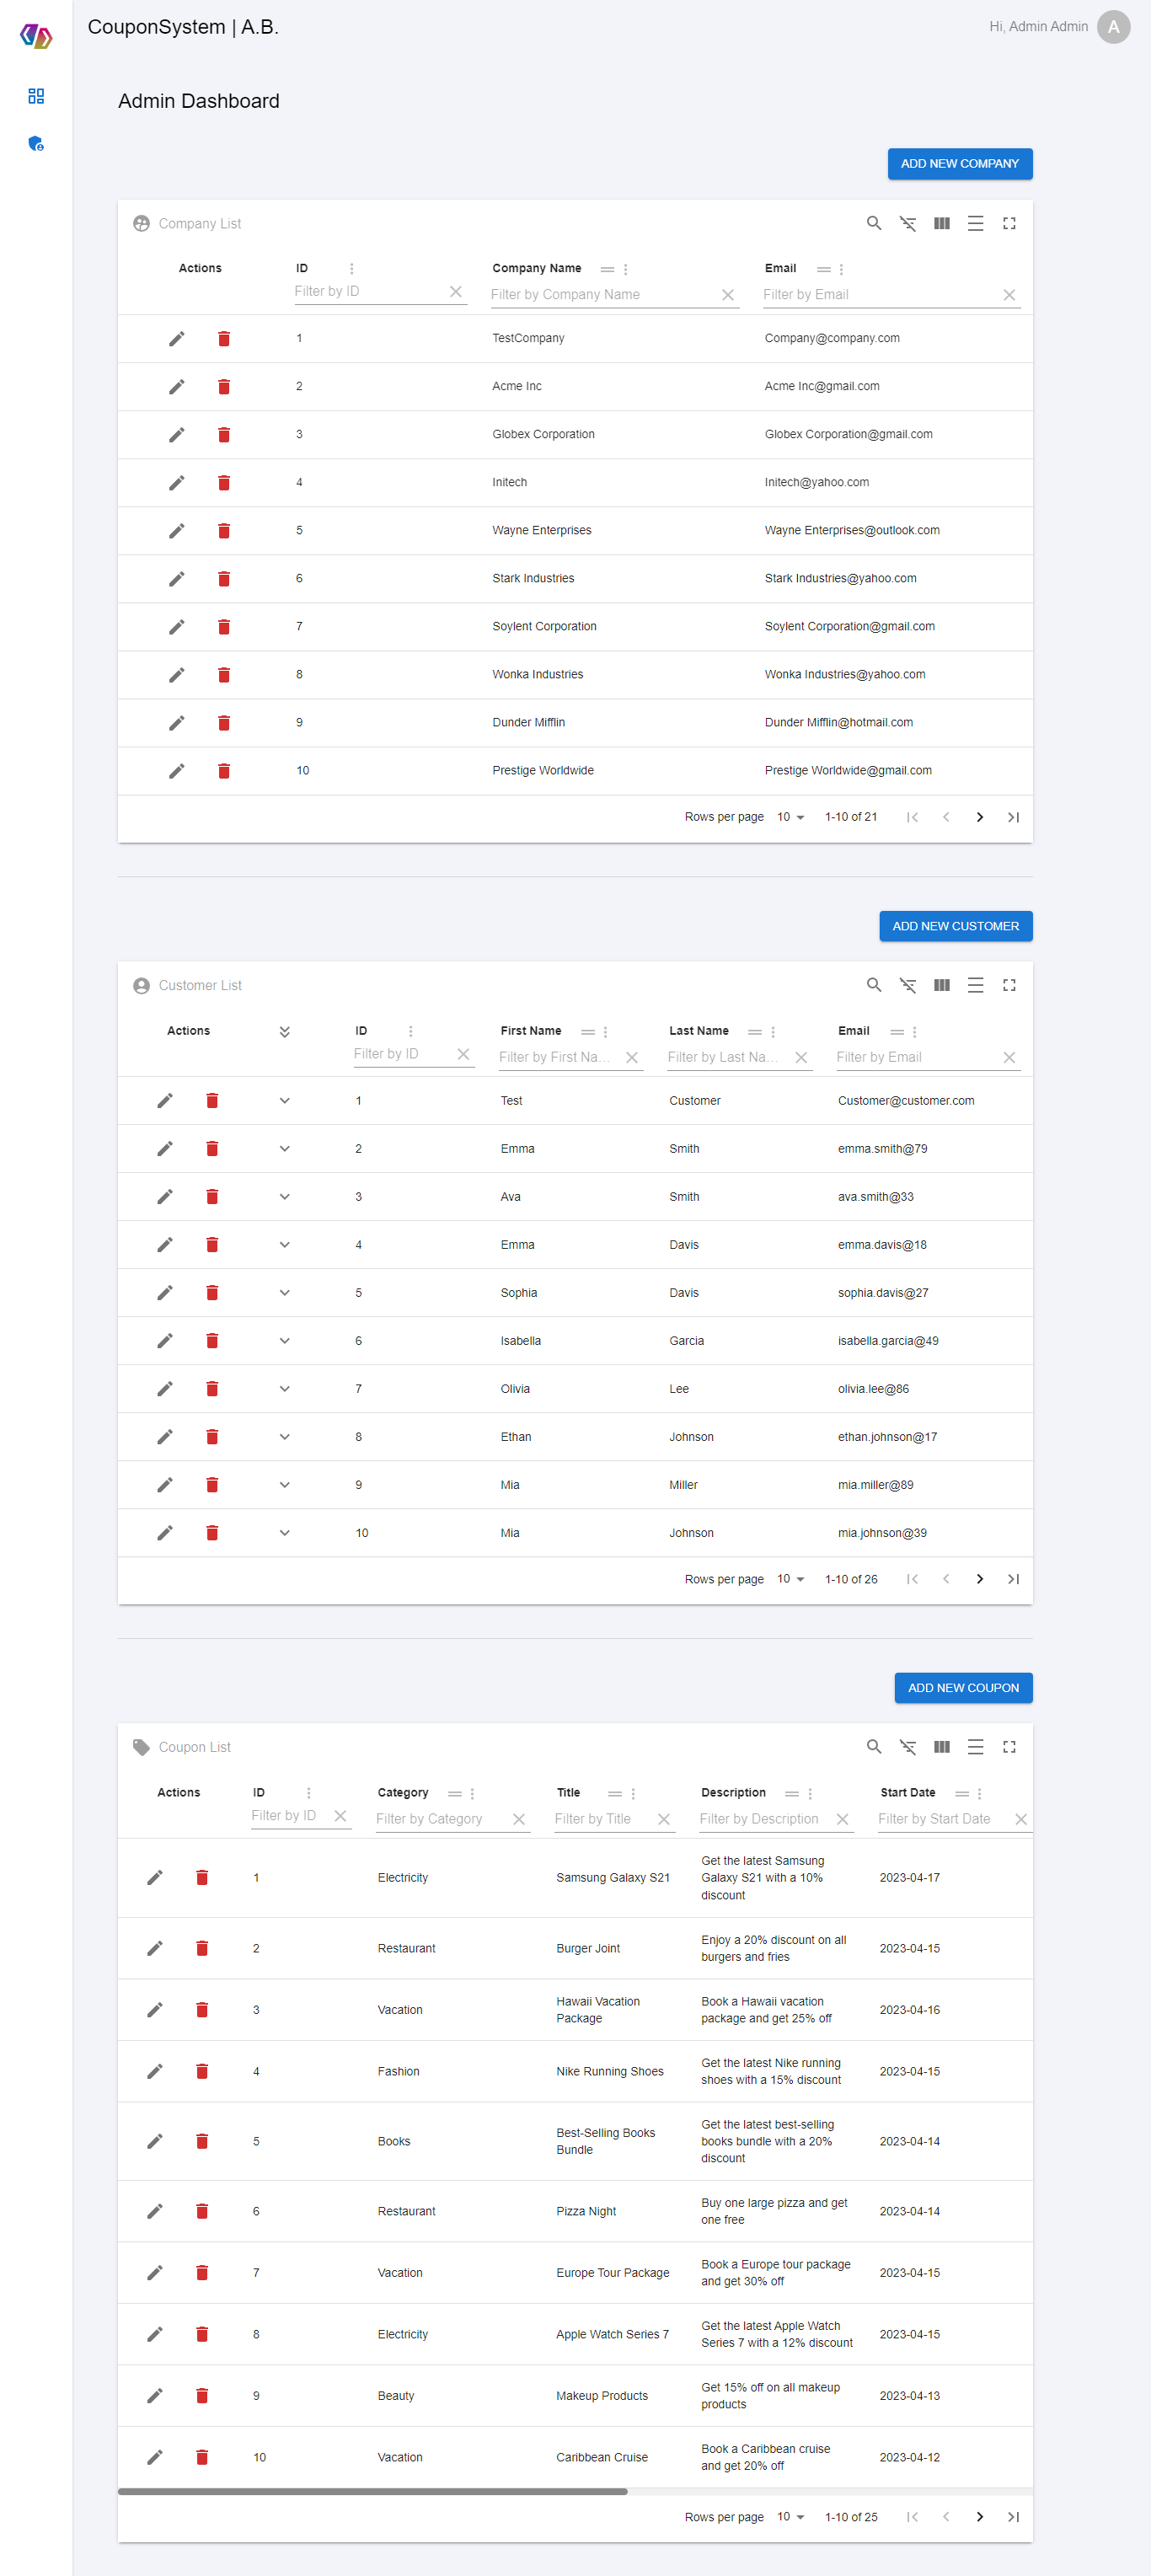 CouponSystem | A.B.
Hi, Admin Admin A
Admin Dashboard
ADD NEW COMPANY
Company List
Actions ID Company Name Email
Filter by ID Filter by Company Name Filter by Email
1 TestCompany Company@company.com
2 Acme Inc Acme Inc@gmail.com
3 Globex Corporation Globex Corporation@gmail.com
4 Initech Initech@yahoo.com
5 Wayne Enterprises Wayne Enterprises@outlook.com
6 Stark Industries Stark Industries@yahoo.com
7 Soylent Corporation Soylent Corporation@gmail.com
8 Wonka Industries Wonka Industries@yahoo.com
9 Dunder Mifflin Dunder Mifflin@hotmail.com
10 Prestige Worldwide Prestige Worldwide@gmail.com
Rows per page 10 1-10 of 21
ADD NEW CUSTOMER
Customer List
Actions ID First Name Last Name Email
Filter by ID Filter by First Na... Filter by Last Na... Filter by Email
1 Test Customer Customer@customer.com
2 Emma Smith emma.smith@79
3 Ava Smith ava.smith@33
4 Emma Davis emma.davis@18
5 Sophia Davis sophia.davis@27
6 Isabella Garcia isabella.garcia@49
7 Olivia Lee olivia.lee@86
8 Ethan Johnson ethan.johnson@17
9 Mia Miller mia.miller@89
10 Mia Johnson mia.johnson@39
Rows per page 10 1-10 of 26
ADD NEW COUPON
Coupon List
Actions ID Category Title Description Start Date
Filter by ID Filter by Category Filter by Title Filter by Description Filter by Start Date
Get the latest Samsung
1 Electricity Samsung Galaxy S21 Galaxy S21 with a 10% 2023-04-17
discount
Enjoy a 20% discount on all
2 Restaurant Burger Joint 2023-04-15
burgers and fries
Hawaii Vacation Book a Hawaii vacation
3 Vacation 2023-04-16
Package package and get 25% off
Get the latest Nike running
4 Fashion Nike Running Shoes 2023-04-15
shoes with a 15% discount
Get the latest best-selling
Best-Selling Books
5 Books books bundle with a 20% 2023-04-14
Bundle
discount
Buy one large pizza and get
6 Restaurant Pizza Night 2023-04-14
one free
Book a Europe tour package
7 Vacation Europe Tour Package 2023-04-15
and get 30% off
Get the latest Apple Watch
8 Electricity Apple Watch Series 7 2023-04-15
Series 7 with a 12% discount
Get 15% off on all makeup
9 Beauty Makeup Products 2023-04-13
products
Book a Caribbean cruise
10 Vacation Caribbean Cruise 2023-04-12
and get 20% off
Rows per page 10 1-10 of 25